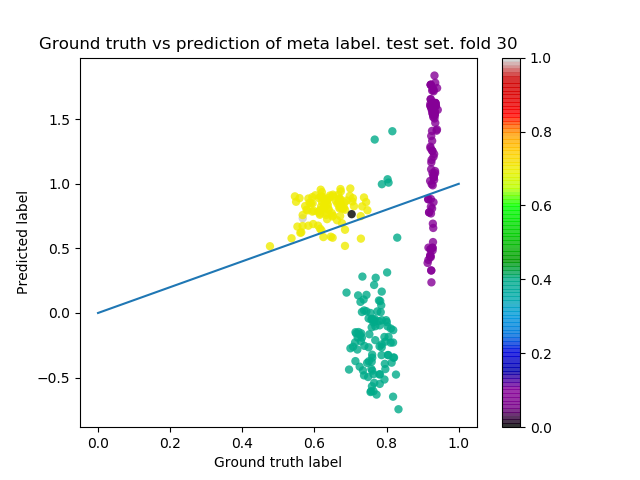 Ground truth vs prediction of meta label. test set. fold 30
Predicted label
1.5
1.0
0.5
0.0
−0.5
0.0 0.2 0.4 0.6 0.8 1.0
Ground truth label
1.0
0.8
0.6
0.4
0.2
0.0